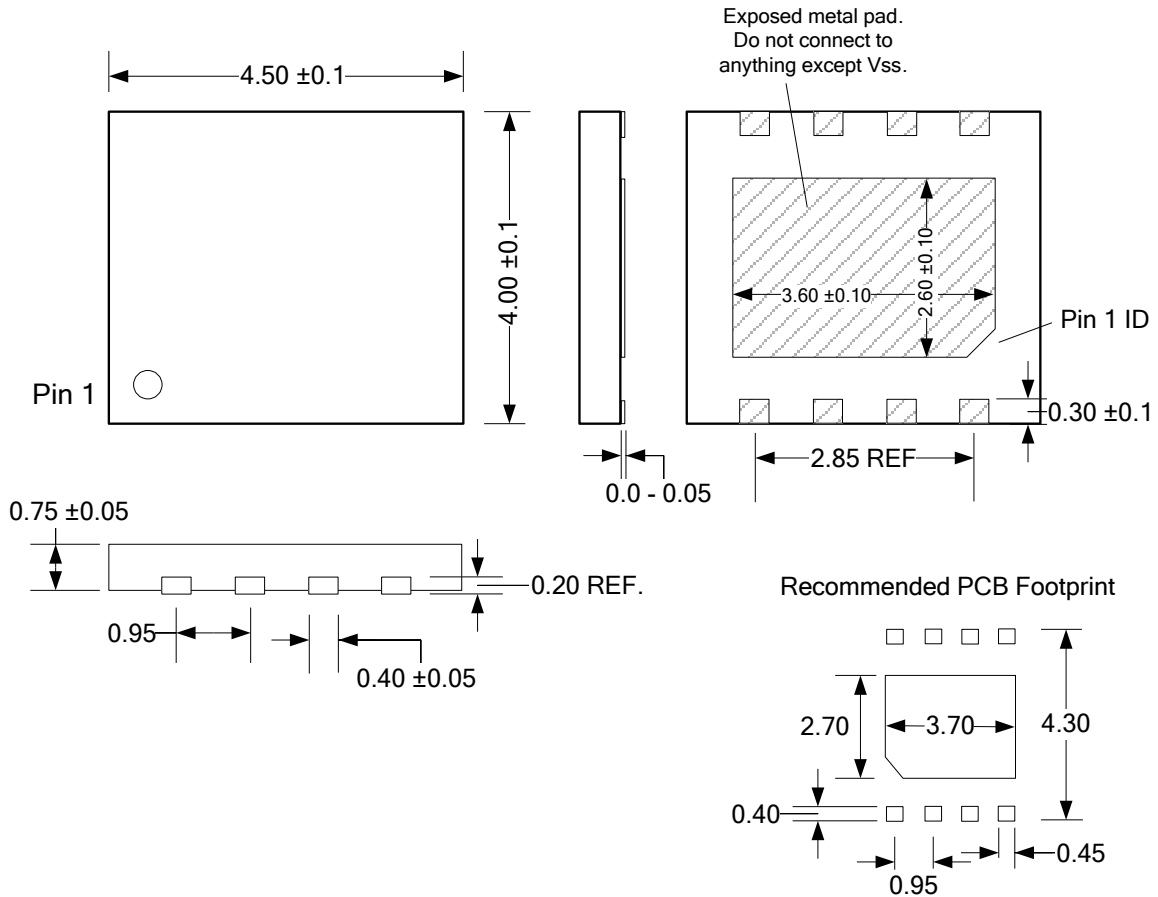 Exposed metal pad.
Do not connect to
anything except Vss.
4.50 ±0.1
4.00 ±0.1
Pin 1
3.60 ±0.10
2.60 ±0.10
Pin 1 ID
0.30 ±0.1
2.85 REF
0.0 - 0.05
0.75 ±0.05
0.20 REF.
0.95
0.40 ±0.05
Recommended PCB Footprint
2.70
3.70
4.30
0.40
0.45
0.95